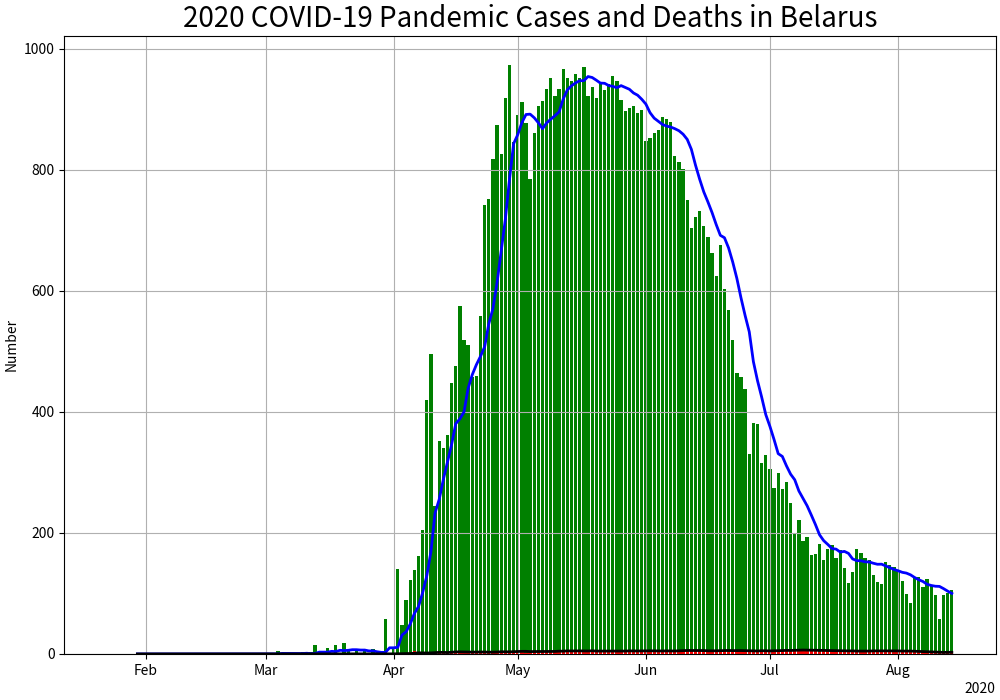 2020 COVID-19 Pandemic Cases and Deaths in Belarus
1000
800
600
400
200
0
Number
Feb
Mar
Apr
May
Jun
Jul
Aug
2020